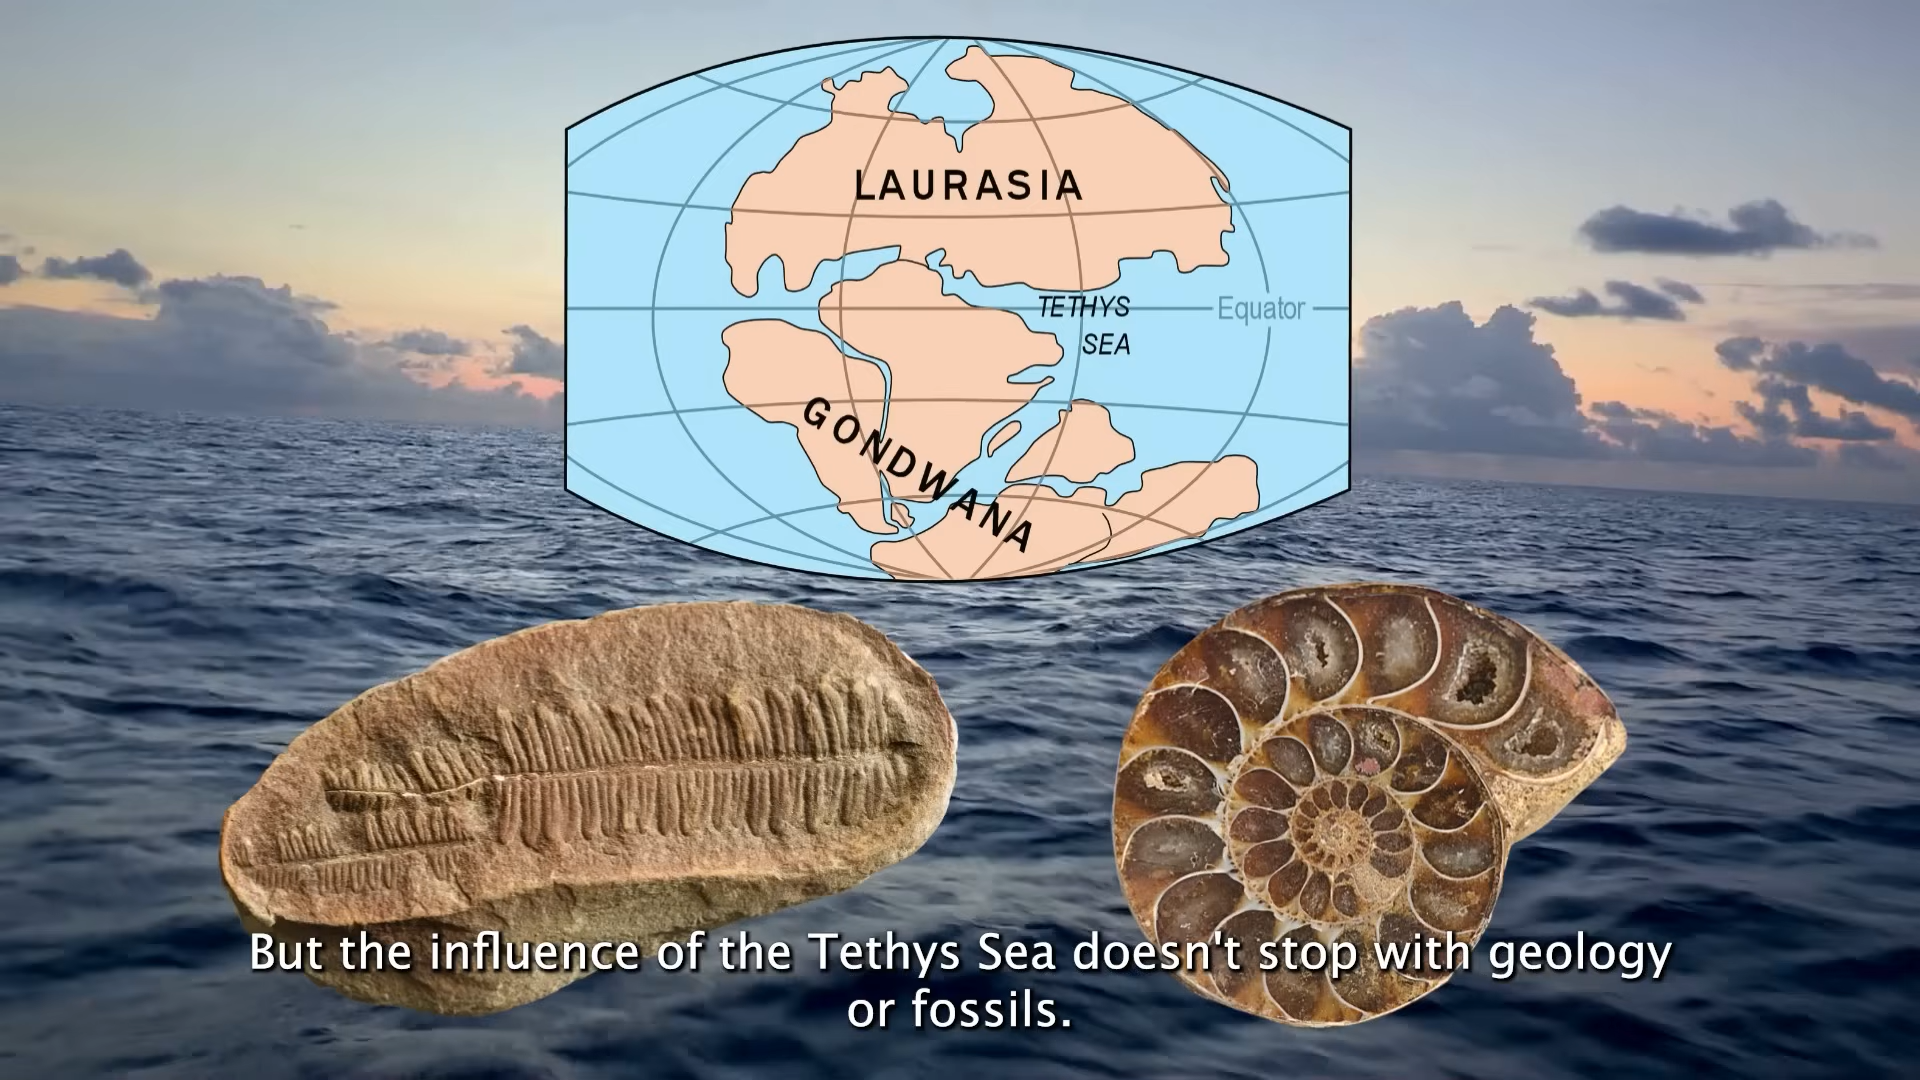 LAURASIA
TETHYS
SEA
Equator
GONDWANA
But the influence of the Tethys Sea doesn't stop with geology
or fossils.